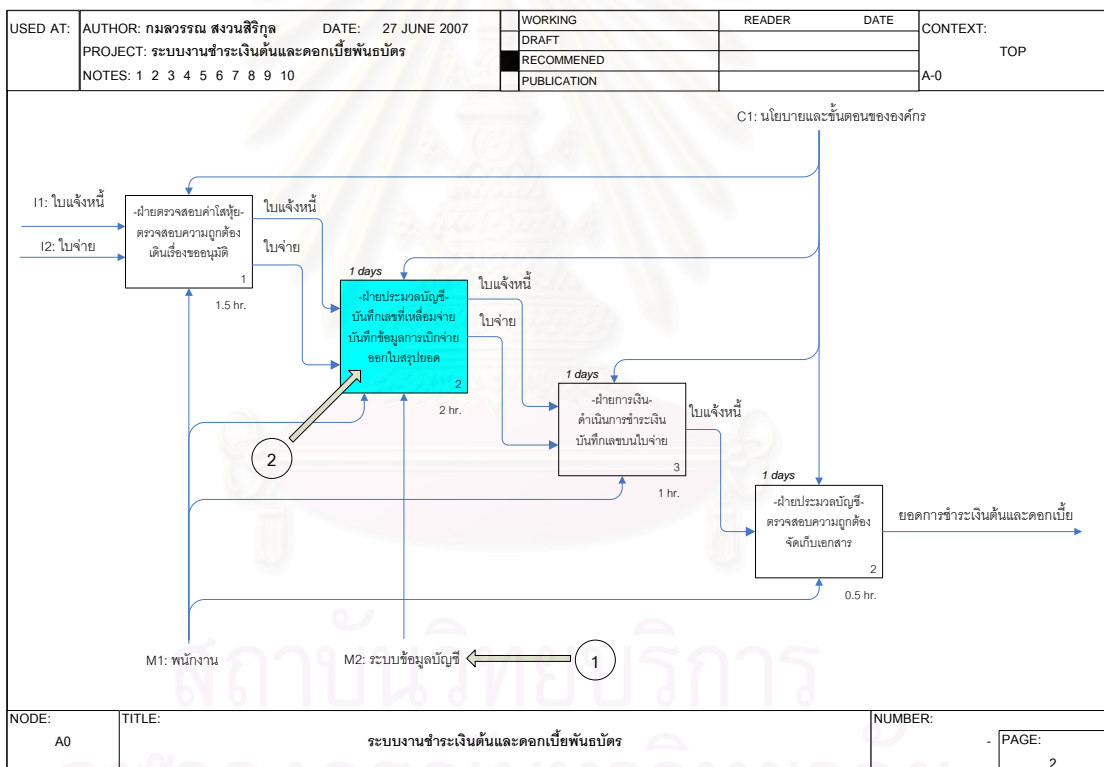 USED AT:
AUTHOR: กมลวรรณ สงวนสิริกุล DATE: 27 JUNE 2007
PROJECT: ระบบงานชำระเงินต้นและดอกเบี้ยพันธบัตร
NOTES: 1 2 3 4 5 6 7 8 9 10
WORKING
DRAFT
RECOMMENED
PUBLICATION
READER DATE
CONTEXT:
TOP
A-0
C1: นโยบายและขั้นตอนขององค์กร
I1: ใบแจ้งหนี้
I2: ใบจ่าย
-ฝ่ายตรวจสอบค่าโสหุ้ย-
ตรวจสอบความถูกต้อง
เดินเรื่องขออนุมัติ
1
1.5 hr.
ใบแจ้งหนี้
ใบจ่าย
1 days
-ฝ่ายประมวลบัญชี-
บันทึกเลขที่เหลื่อมจ่าย
บันทึกข้อมูลการเบิกจ่าย
ออกใบสรุปยอด
2
2 hr.
ใบแจ้งหนี้
ใบจ่าย
1 days
-ฝ่ายการเงิน-
ดำเนินการชำระเงิน
บันทึกเลขบนใบจ่าย
3
1 hr.
ใบแจ้งหนี้
1 days
-ฝ่ายประมวลบัญชี-
ตรวจสอบความถูกต้อง
จัดเก็บเอกสาร
2
0.5 hr.
ยอดการชำระเงินต้นและดอกเบี้ย
2
M1: พนักงาน
M2: ระบบข้อมูลบัญชี
1
สถาบันวิทยบริการ
NODE:
A0
TITLE:
ระบบงานชำระเงินต้นและดอกเบี้ยพันธบัตร
NUMBER:
-
PAGE:
2